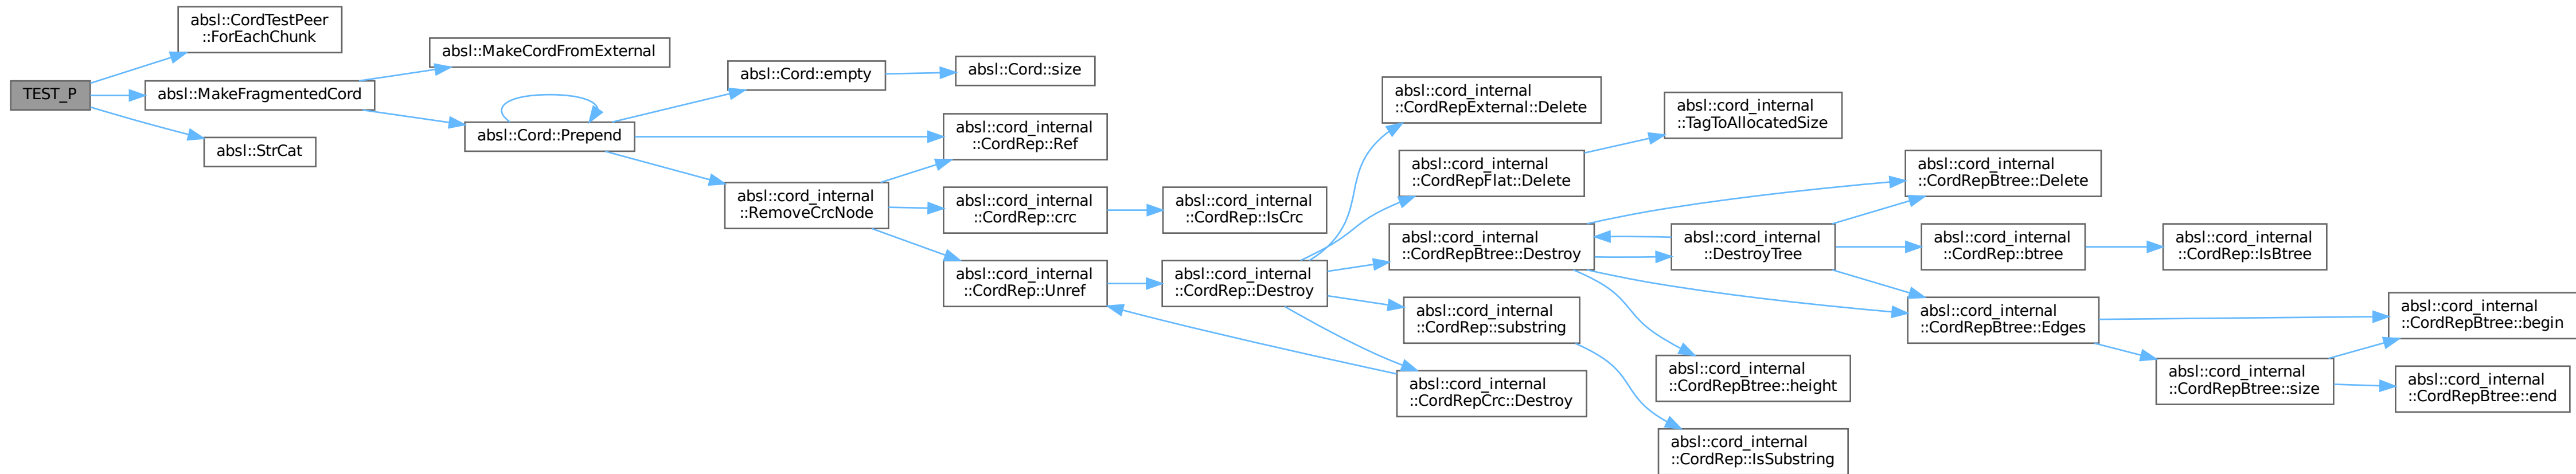 absl::CordTestPeer
::ForEachChunk
TEST_P
absl::MakeFragmentedCord
absl::StrCat
absl::MakeCordFromExternal
absl::Cord::Prepend
absl::Cord::empty
absl::cord_internal
::RemoveCrcNode
absl::Cord::size
absl::cord_internal
::CordRep::Ref
absl::cord_internal
::CordRep::crc
absl::cord_internal
::CordRep::Unref
absl::cord_internal
::CordRep::IsCrc
absl::cord_internal
::CordRep::Destroy
absl::cord_internal
::CordRepExternal::Delete
absl::cord_internal
::CordRepFlat::Delete
absl::cord_internal
::CordRepBtree::Destroy
absl::cord_internal
::CordRep::substring
absl::cord_internal
::CordRepCrc::Destroy
absl::cord_internal
::TagToAllocatedSize
absl::cord_internal
::DestroyTree
absl::cord_internal
::CordRepBtree::height
absl::cord_internal
::CordRep::IsSubstring
absl::cord_internal
::CordRepBtree::Delete
absl::cord_internal
::CordRep::btree
absl::cord_internal
::CordRepBtree::Edges
absl::cord_internal
::CordRep::IsBtree
absl::cord_internal
::CordRepBtree::size
absl::cord_internal
::CordRepBtree::begin
absl::cord_internal
::CordRepBtree::end